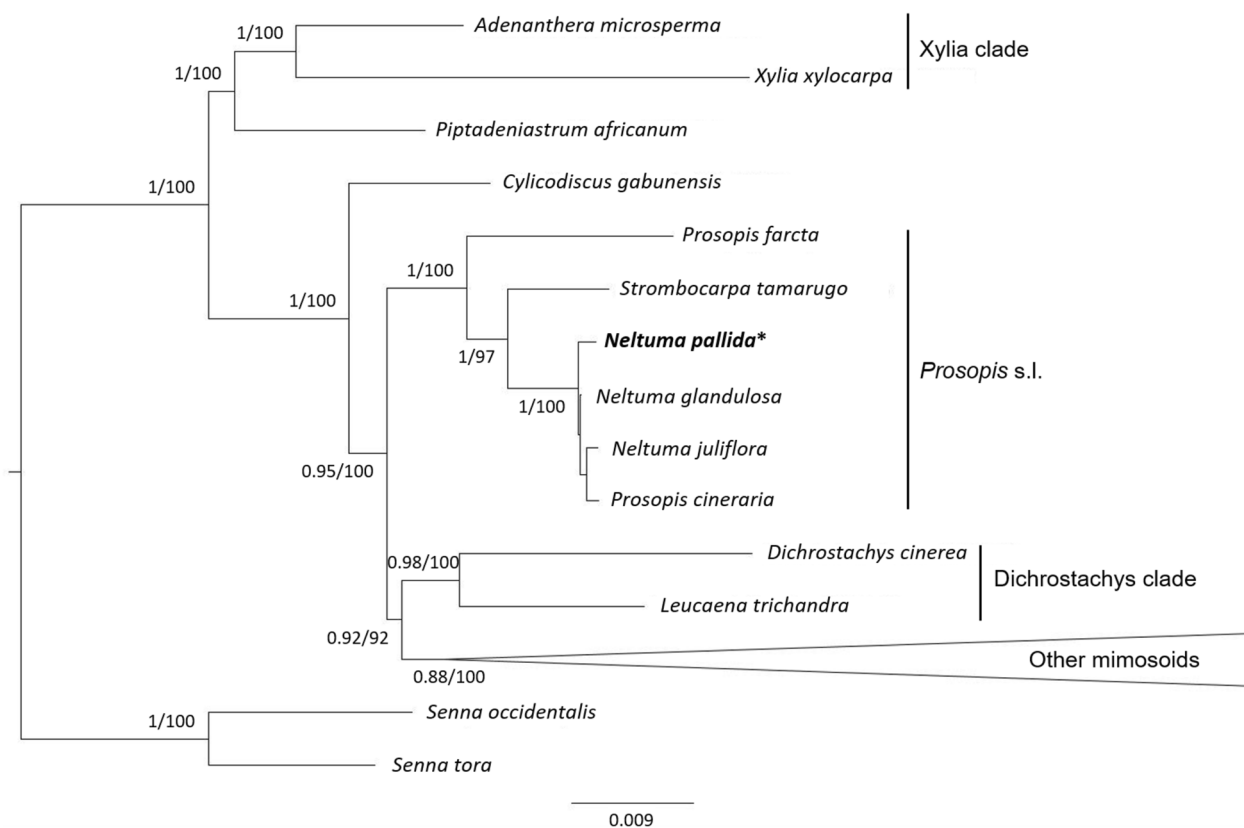 1/100
Adenanthera microsperma
Xylia clade
1/100
Xylia xylocarpa
Piptadeniastrum africanum
1/100
Cylicodiscus gabunensis
Prosopis farcta
1/100
Strombocarpa tamarugo
1/100
Neltuma pallida*
1/97
Prosopis s.l.
Neltuma glandulosa
1/100
Neltuma juliflora
0.95/100
Prosopis cineraria
Dichrostachys cinerea
0.98/100
Dichrostachys clade
Leucaena trichandra
0.92/92
Other mimosoids
0.88/100
Senna occidentalis
1/100
Senna tora
0.009